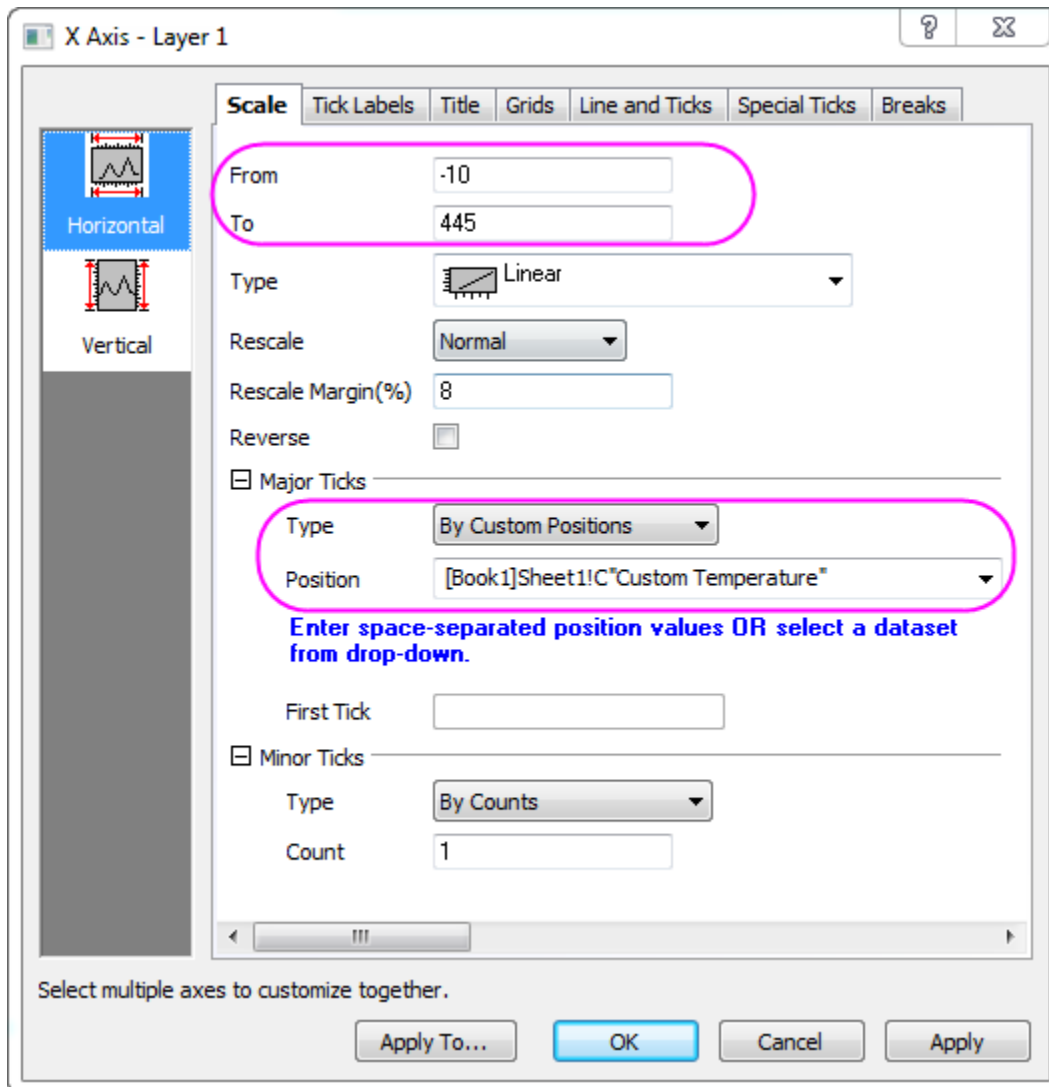 X Axis - Layer 1
Scale Tick Labels Title Grids Line and Ticks Special Ticks Breaks
Horizontal
Vertical
From -10
To 445
Type Linear
Rescale Normal
Rescale Margin(%) 8
Reverse
Major Ticks
Type By Custom Positions
Position [Book1]Sheet1!C"Custom Temperature"
Enter space-separated position values OR select a dataset
from drop-down.
First Tick
Minor Ticks
Type By Counts
Count 1
Select multiple axes to customize together.
Apply To... OK Cancel Apply